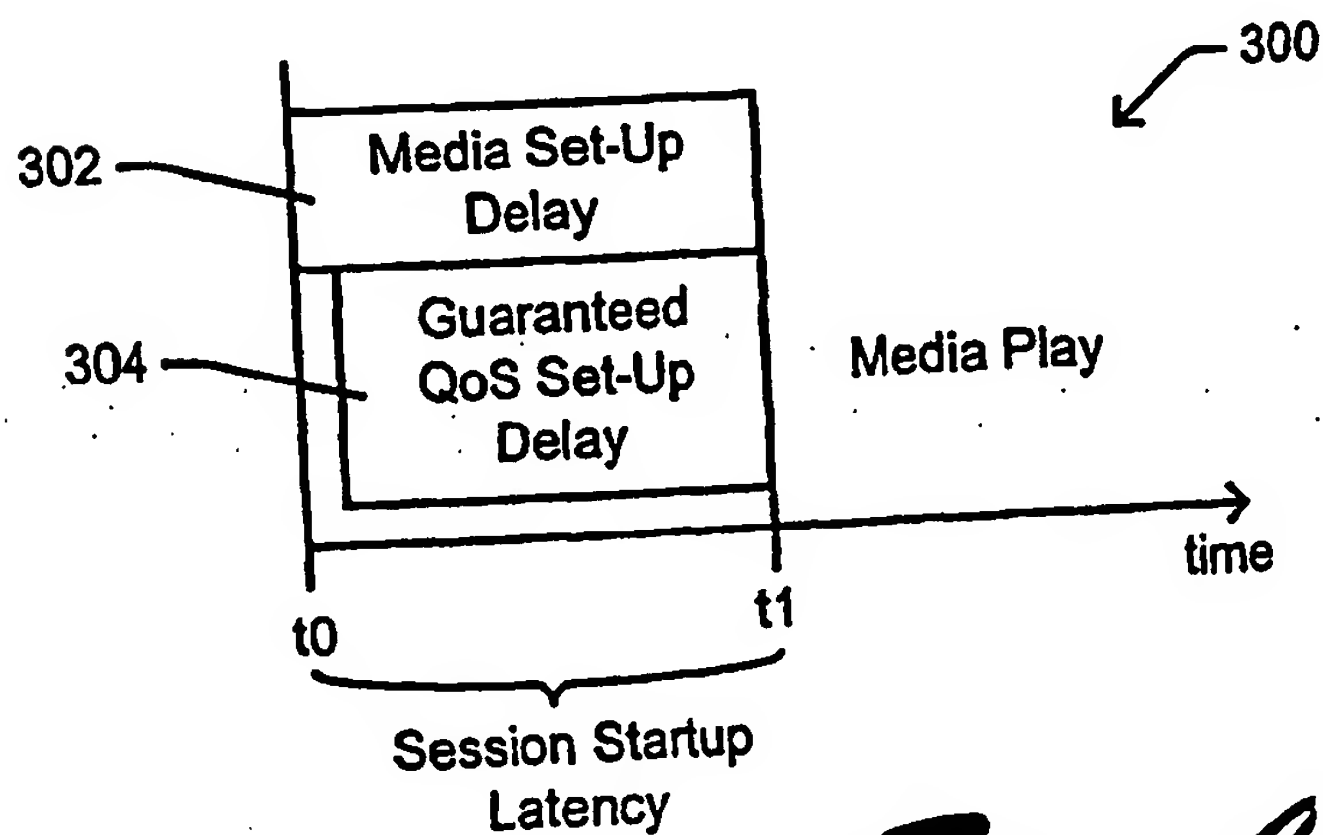 300
302
Media Set-Up
Delay
304
Guaranteed
QoS Set-Up
Delay
Media Play
time
t0
t1
Session Startup
Latency